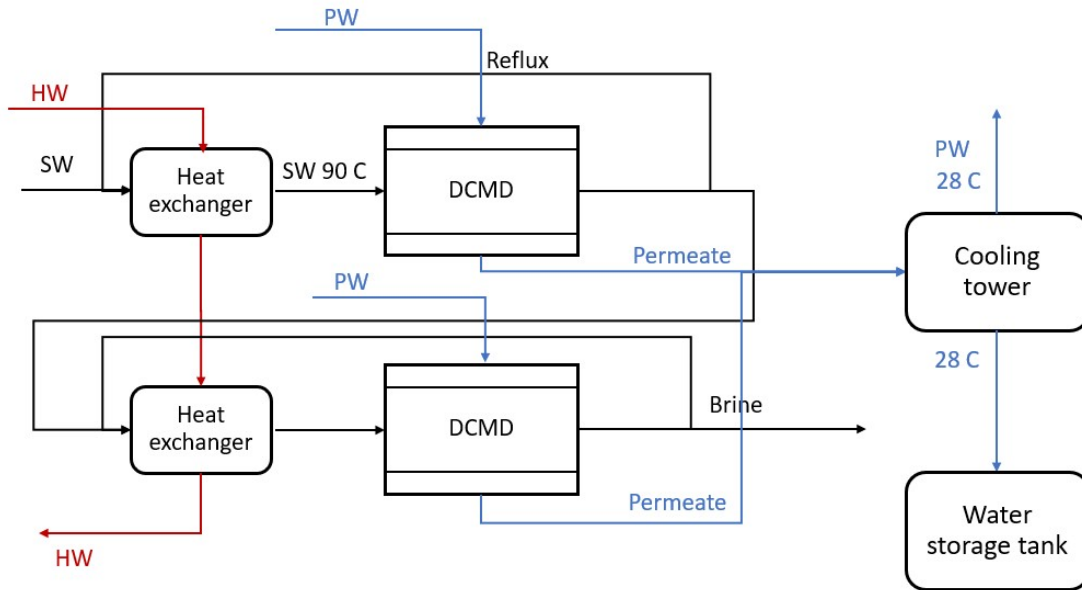 PW
Reflux
HW
SW
Heat
exchanger
SW 90 C
DCMD
PW
28 C
Permeate
Cooling
tower
PW
28 C
Heat
exchanger
DCMD
Brine
Permeate
HW
Water
storage tank